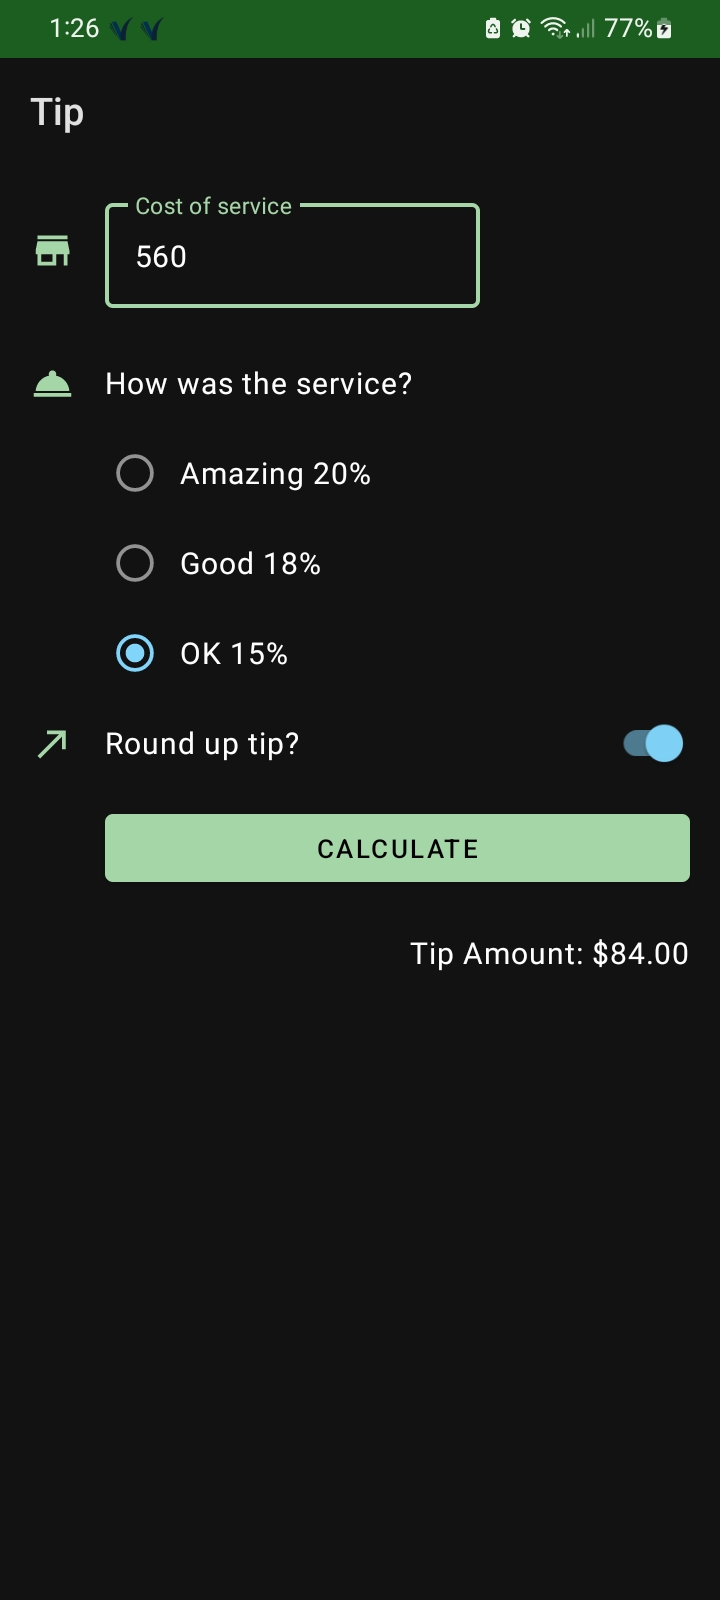 1:26 77%
Tip
Cost of service
560
How was the service?
Amazing 20%
Good 18%
OK 15%
Round up tip?
CALCULATE
Tip Amount: $84.00